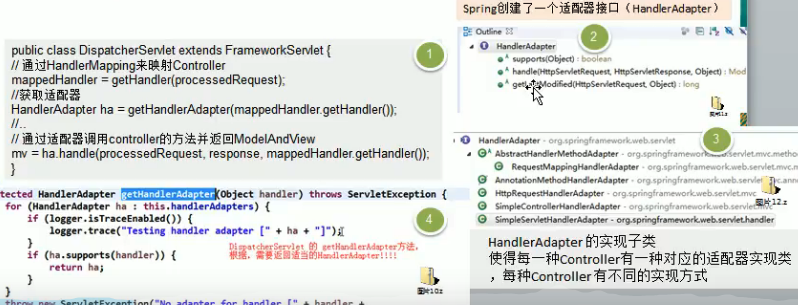 public class DispatcherServlet extends FrameworkServlet {
// 通过HandlerMapping来映射Controller
mappedHandler = getHandler(processedRequest);
//获取适配器
HandlerAdapter ha = getHandlerAdapter(mappedHandler.getHandler());
//..
// 通过适配器调用controller的方法并返回ModelAndView
mv = ha.handle(processedRequest, response, mappedHandler.getHandler());
}
1
Spring创建了一个适配器接口（HandlerAdapter）
Outline
2
HandlerAdapter
supports(Object) : boolean
handle(HttpServletRequest, HttpServletResponse, Object) : Mod
Modified(HttpServletRequest, Object) : long
3
HandlerAdapter - org.springframework.web.servlet
AbstractHandlerMethodAdapter - org.springframework.web.servlet.mvc.method
RequestMappingHandlerAdapter - org.springframework.web.servlet.mvc
AnnotationMethodHandlerAdapter - org.springframework.web.servlet
HttpRequestHandlerAdapter - org.springframework.web.servlet.mvc
SimpleControllerHandlerAdapter - org.springframework.web.servlet
SimpleServletHandlerAdapter - org.springframework.web.servlet.handler
图片12.z
HandlerAdapter 的实现子类
使得每一种Controller有一种对应的适配器实现类
，每种Controller有不同的实现方式
tected HandlerAdapter getHandlerAdapter(Object handler) throws ServletException {
for (HandlerAdapter ha : this.handlerAdapters) {
if (logger.isTraceEnabled()) {
logger.trace("Testing handler adapter [" + ha + "]");
}
if (ha.supports(handler)) {
return ha;
}
}
throw new ServletException("No adapter for handler [" + handler +
4
DispatcherServlet 的 getHandlerAdapter方法，
根据，需要返回适当的HandlerAdapter!!!!